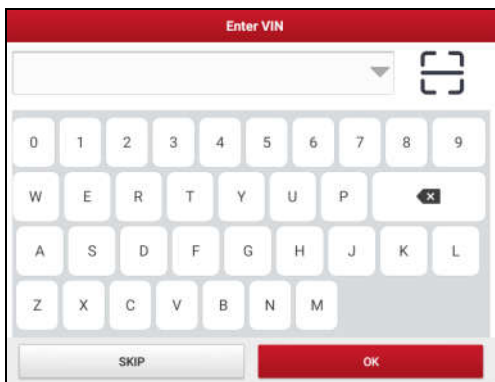 Enter VIN
0 1 2 3 4 5 6 7 8 9
W E R T Y U P
A S D F G H J K L
Z X C V B N M
SKIP OK